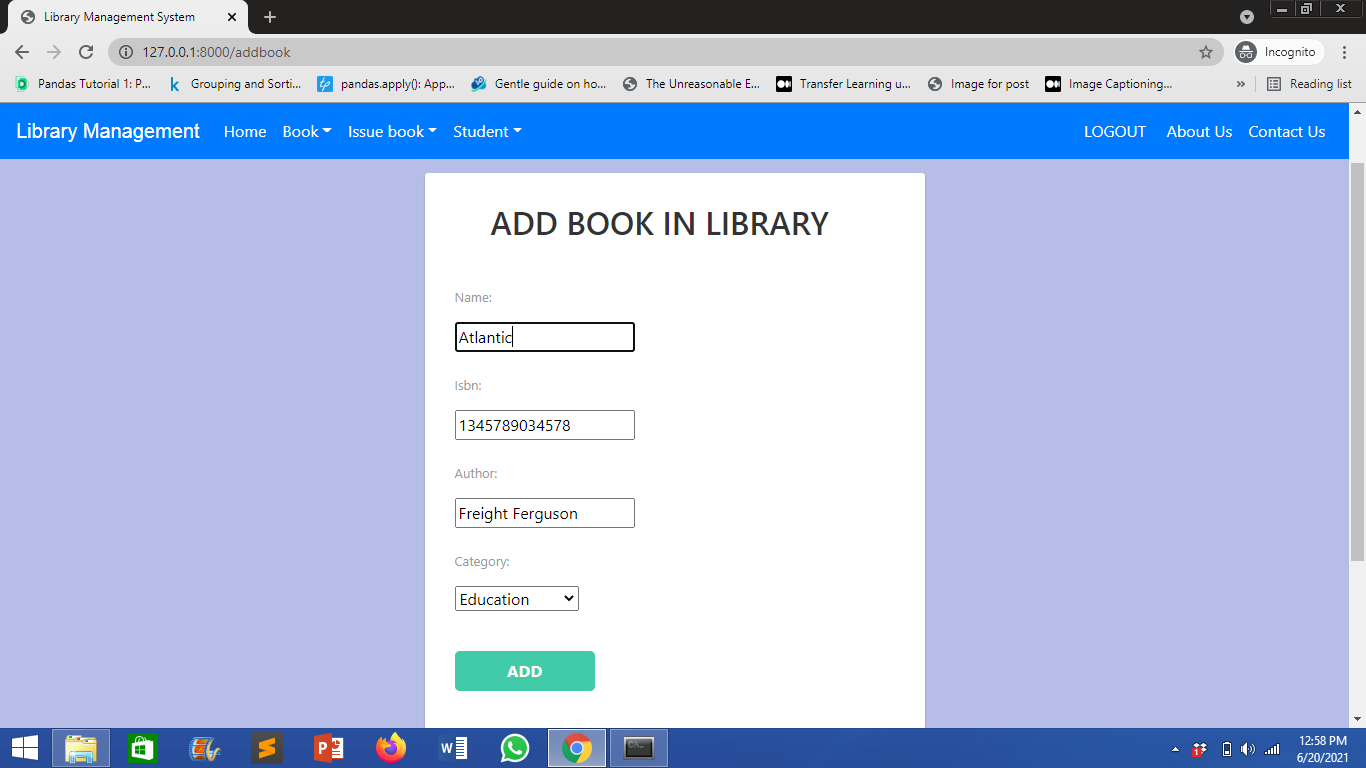 Library Management System
127.0.0.1:8000/addbook
Incognito
Pandas Tutorial 1: P... Grouping and Sorti... pandas.apply(): App... Gentle guide on ho... The Unreasonable E... Transfer Learning u... Image for post Image Captioning... » Reading list
Library Management Home Book Issue book Student LOGOUT About Us Contact Us
ADD BOOK IN LIBRARY
Name:
Atlantic
Isbn:
1345789034578
Author:
Freight Ferguson
Category:
Education
ADD
12:58 PM
6/20/2021